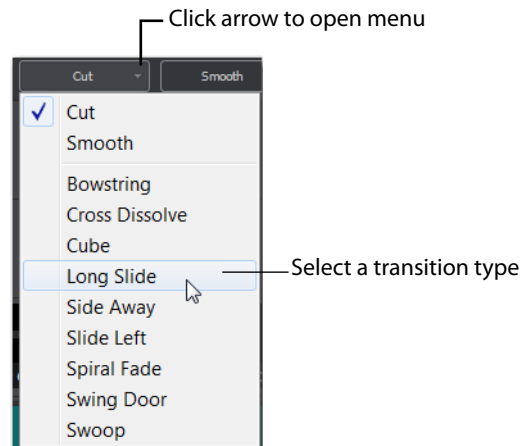 Click arrow to open menu
Cut
Smooth
Cut
Smooth
Bowstring
Cross Dissolve
Cube
Long Slide
Select a transition type
Side Away
Slide Left
Spiral Fade
Swing Door
Swoop